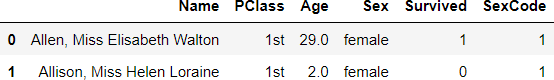 Name PClass Age Sex Survived SexCode
0 Allen, Miss Elisabeth Walton 1st 29.0 female 1 1
1 Allison, Miss Helen Loraine 1st 2.0 female 0 1